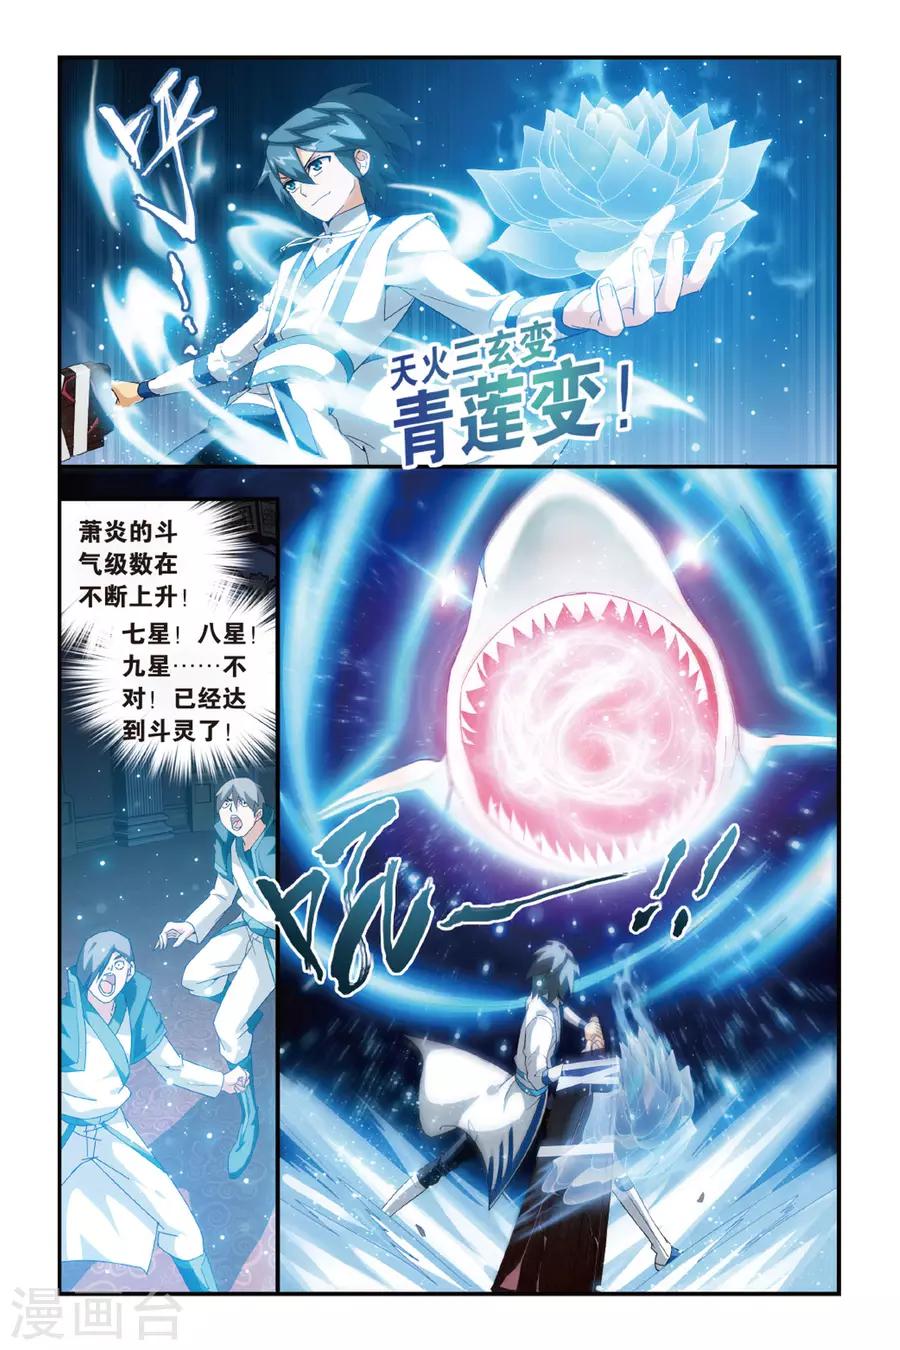 呼……
天火三玄变
青莲变！
萧炎的斗
气级数在
不断上升！
七星！八星！
九星……不
对！已经达
到斗灵了！
吼——！！
漫画台